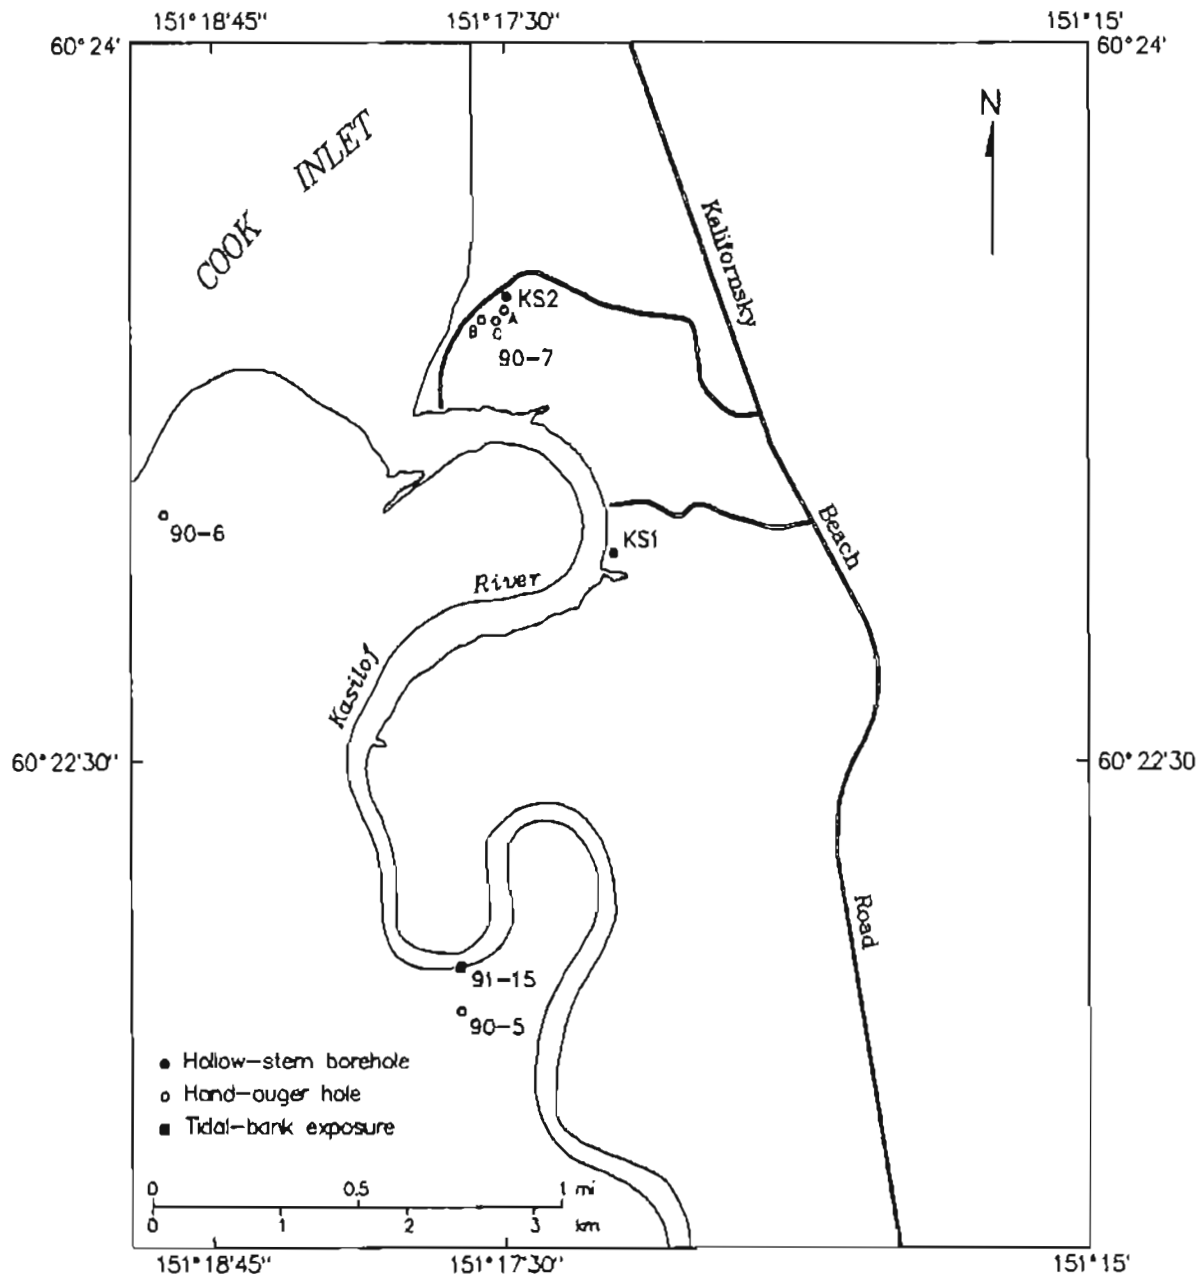 151°18'45" 151°17'30" 151°15'
60°24' 60°24'
N
COOK INLET
Kalifornsky
KS2
A
B C
90-7
90-6
KS1
Beach
River
Kasilof
60°22'30" 60°22'30
Road
91-15
90-5
Hollow-stem borehole
Hand-auger hole
Tidal-bank exposure
0 0.5 1 mi
0 1 2 3 km
151°18'45" 151°17'30" 151°15'